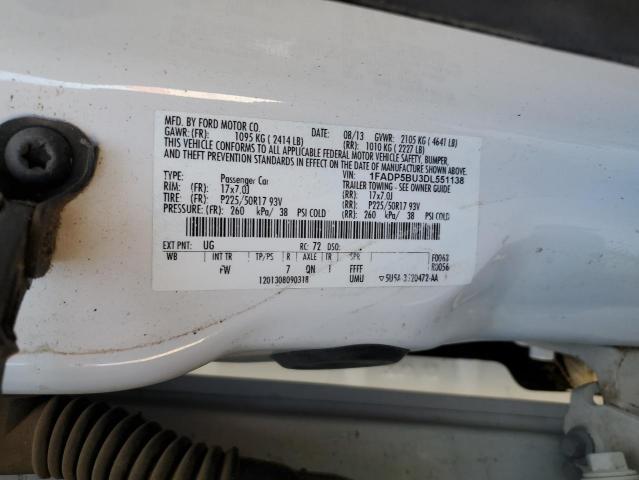 MFD. BY FORD MOTOR CO.
DATE: 08/13 GVWR: 2105 KG ( 4641 LB)
GAWR: (FR): 1095 KG ( 2414 LB) (RR): 1010 KG ( 2227 LB)
THIS VEHICLE CONFORMS TO ALL APPLICABLE FEDERAL MOTOR VEHICLE SAFETY, BUMPER,
AND THEFT PREVENTION STANDARDS IN EFFECT ON THE DATE OF MANUFACTURE SHOWN ABOVE.
VIN: 1FADP5BU3DL551138
TYPE: Passenger Car TRAILER TOWING - SEE OWNER GUIDE
RIM: (FR) 17x7.0J (RR) 17x7.0J
TIRE: (FR) P225/50R17 93V (RR) P225/50R17 93V
PRESSURE: (FR) 260 kPa/ 38 PSI COLD (RR) 260 kPa/ 38 PSI COLD
EXT PNT: UG RC: 72 DSO:
WB INT TR TP/PS R AXLE TR SPR F0063
FW 7 QN FFFF R0056
1201308090318 UMU